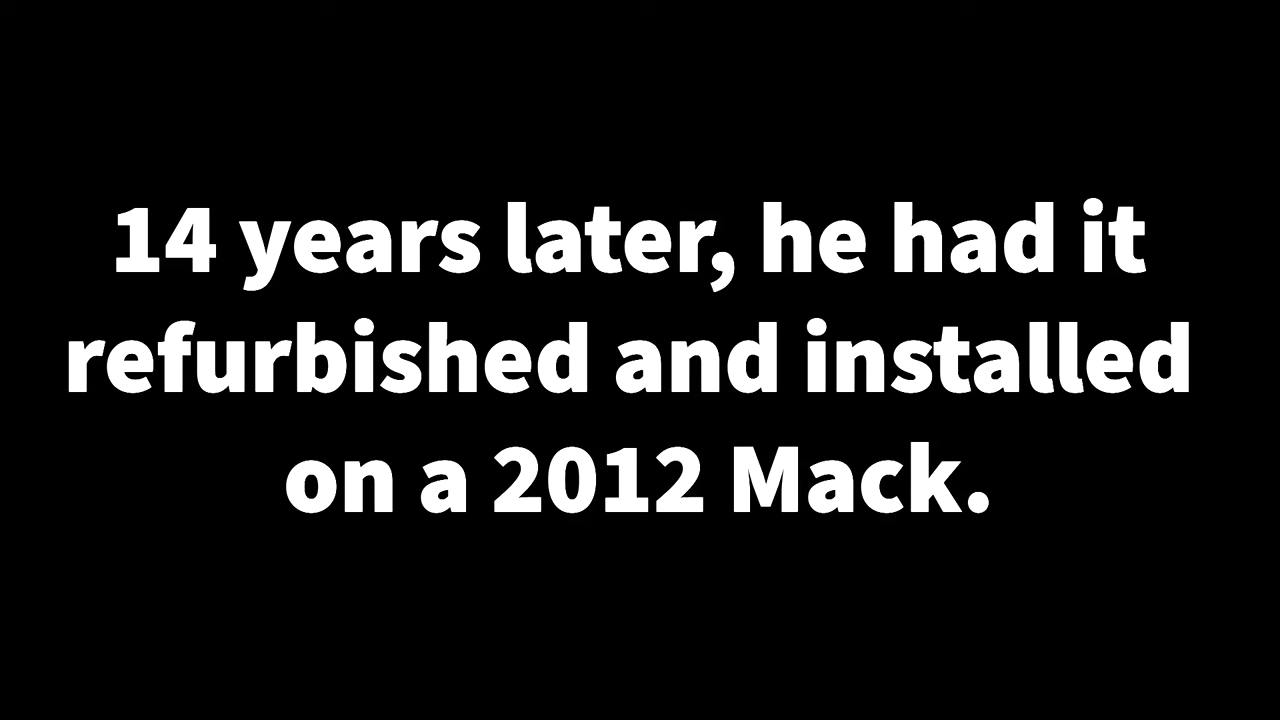 14 years later, he had it
refurbished and installed
on a 2012 Mack.